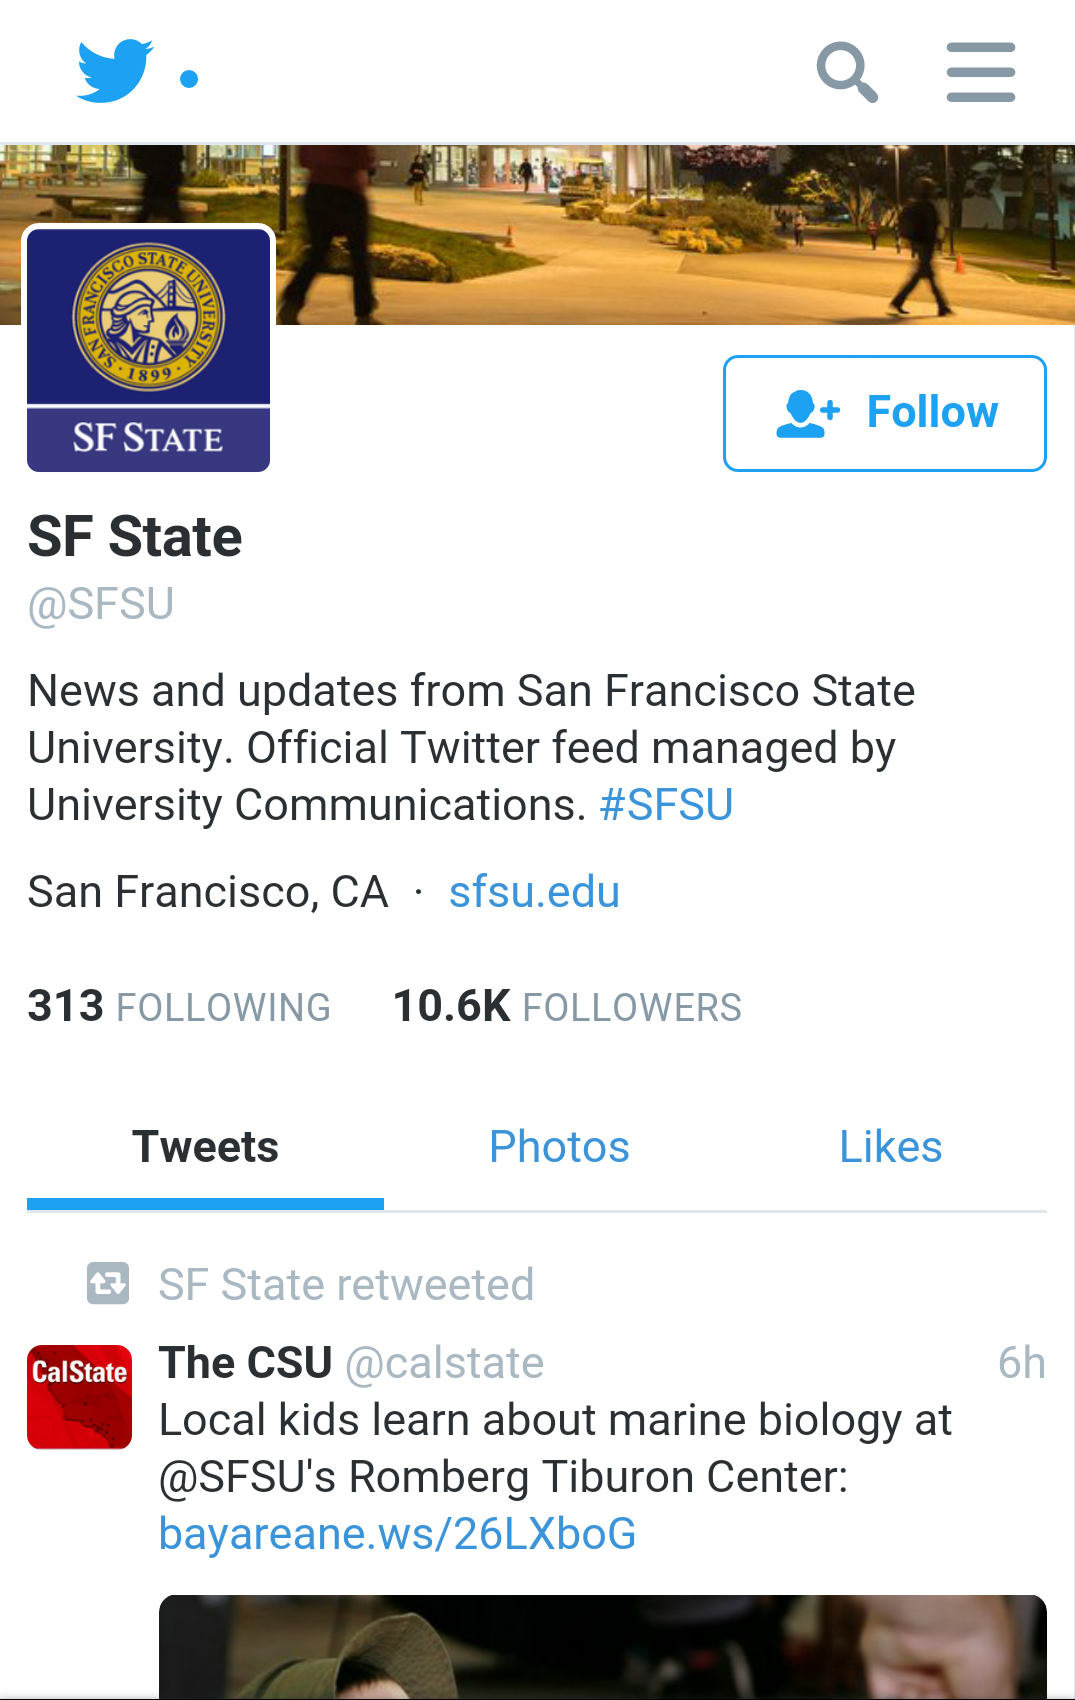 SAN FRANCISCO STATE UNIVERSITY
· 1899 ·
SF STATE
Follow
SF State
@SFSU
News and updates from San Francisco State
University. Official Twitter feed managed by
University Communications. #SFSU
San Francisco, CA · sfsu.edu
313 FOLLOWING 10.6K FOLLOWERS
Tweets Photos Likes
SF State retweeted
CalState
The CSU @calstate 6h
Local kids learn about marine biology at
@SFSU's Romberg Tiburon Center:
bayareane.ws/26LXboG